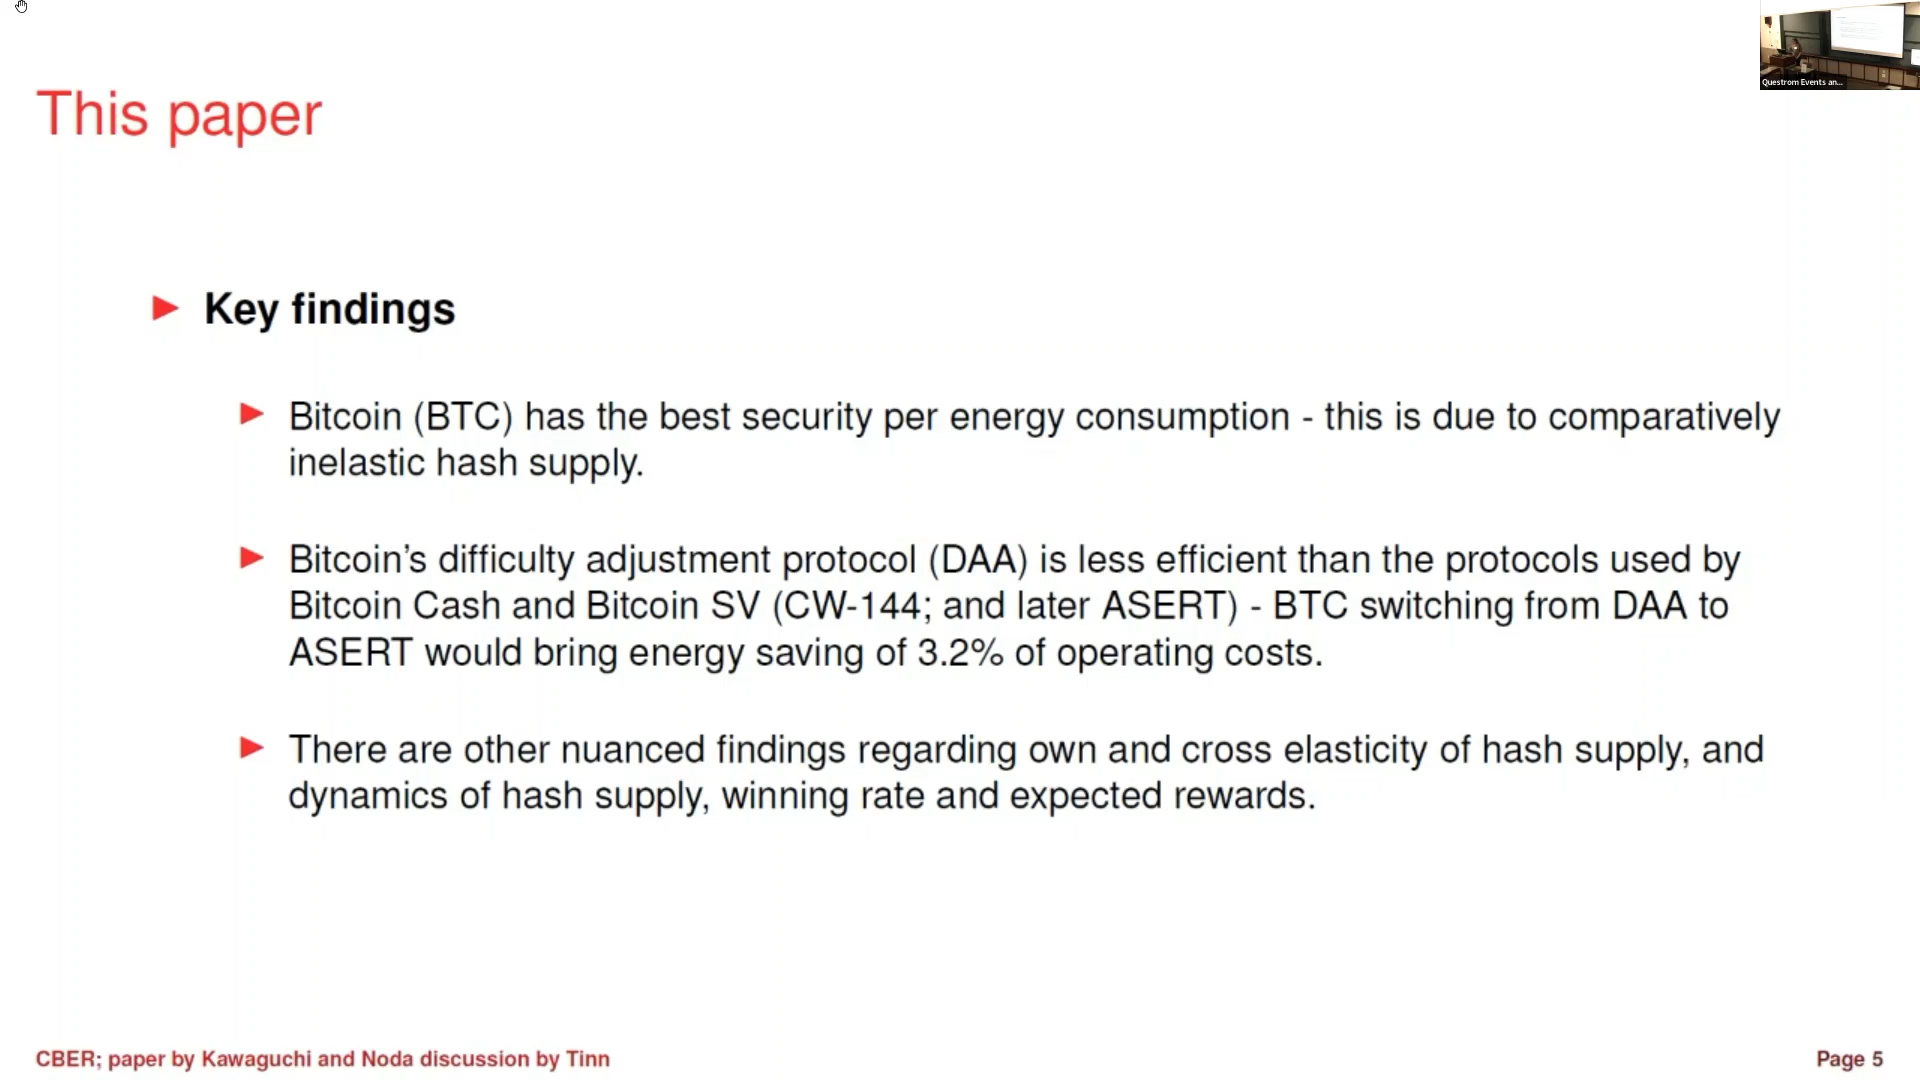 Questrom Events an...
This paper
Key findings
Bitcoin (BTC) has the best security per energy consumption - this is due to comparatively
inelastic hash supply.
Bitcoin’s difficulty adjustment protocol (DAA) is less efficient than the protocols used by
Bitcoin Cash and Bitcoin SV (CW-144; and later ASERT) - BTC switching from DAA to
ASERT would bring energy saving of 3.2% of operating costs.
There are other nuanced findings regarding own and cross elasticity of hash supply, and
dynamics of hash supply, winning rate and expected rewards.
CBER; paper by Kawaguchi and Noda discussion by Tinn
Page 5